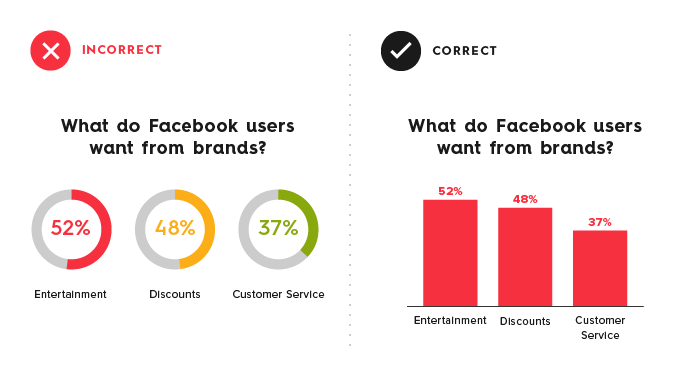 INCORRECT
What do Facebook users
want from brands?
52%
48%
37%
Entertainment
Discounts
Customer Service
CORRECT
What do Facebook users
want from brands?
52%
48%
37%
Entertainment
Discounts
Customer
Service